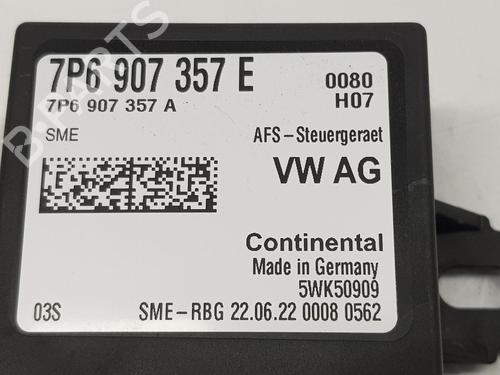 7P6 907 357 E
7P6 907 357 A
0080
H07
SME
AFS-Steuergeraet
VW AG
Continental
Made in Germany
5WK50909
03S
SME-RBG 22.06.22 0008 0562
B-PARTS